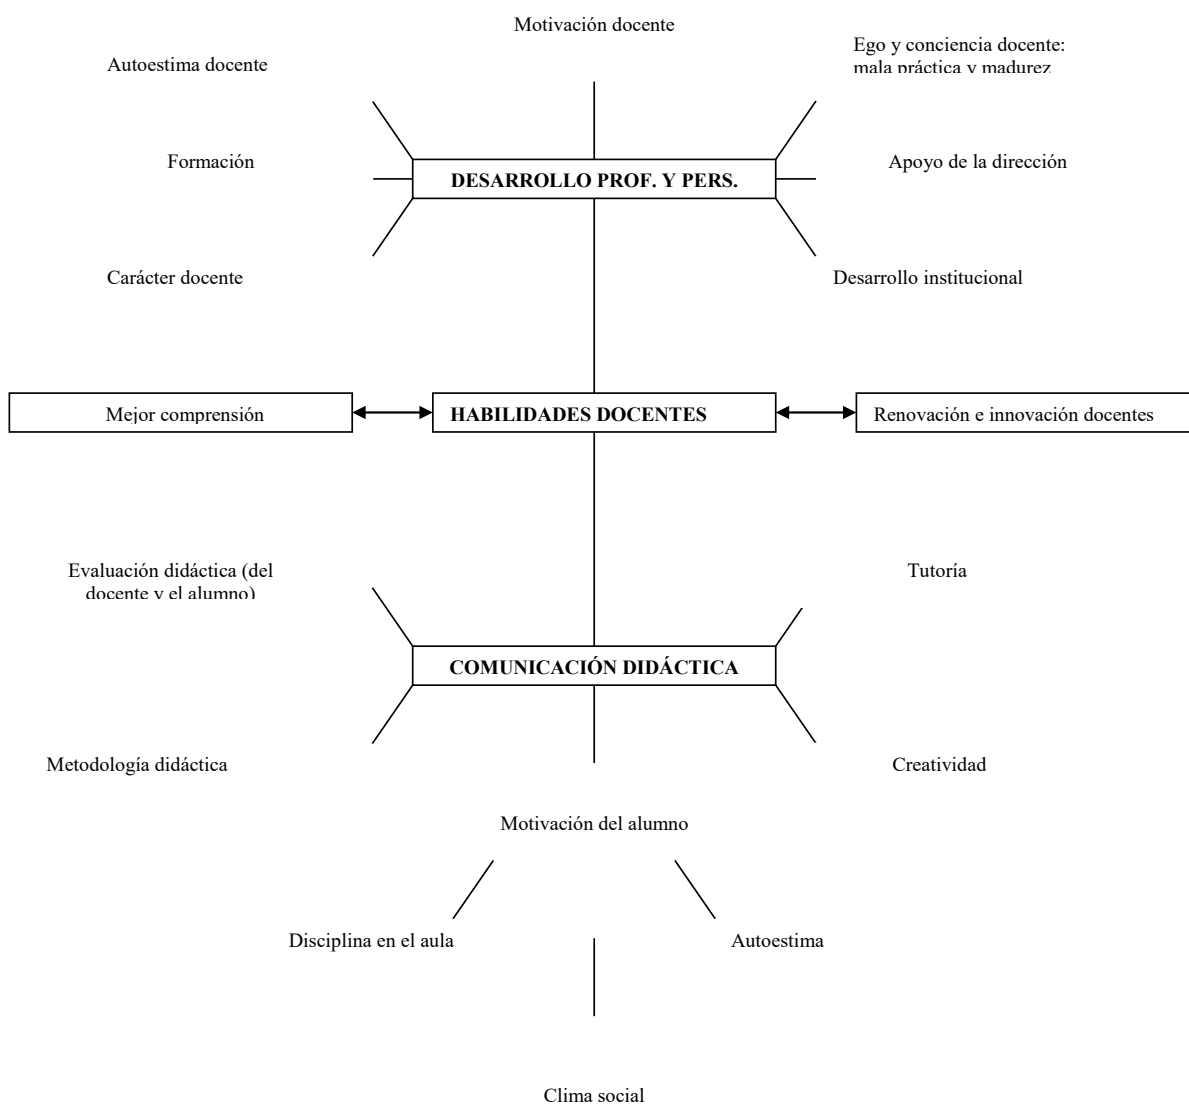 Motivación docente
Ego y conciencia docente:
mala práctica y madurez
Autoestima docente
Formación
Apoyo de la dirección
DESARROLLO PROF. Y PERS.
Carácter docente
Desarrollo institucional
Mejor comprensión
HABILIDADES DOCENTES
Renovación e innovación docentes
Evaluación didáctica (del
docente y el alumno)
Tutoría
COMUNICACIÓN DIDÁCTICA
Metodología didáctica
Creatividad
Motivación del alumno
Disciplina en el aula
Autoestima
Clima social